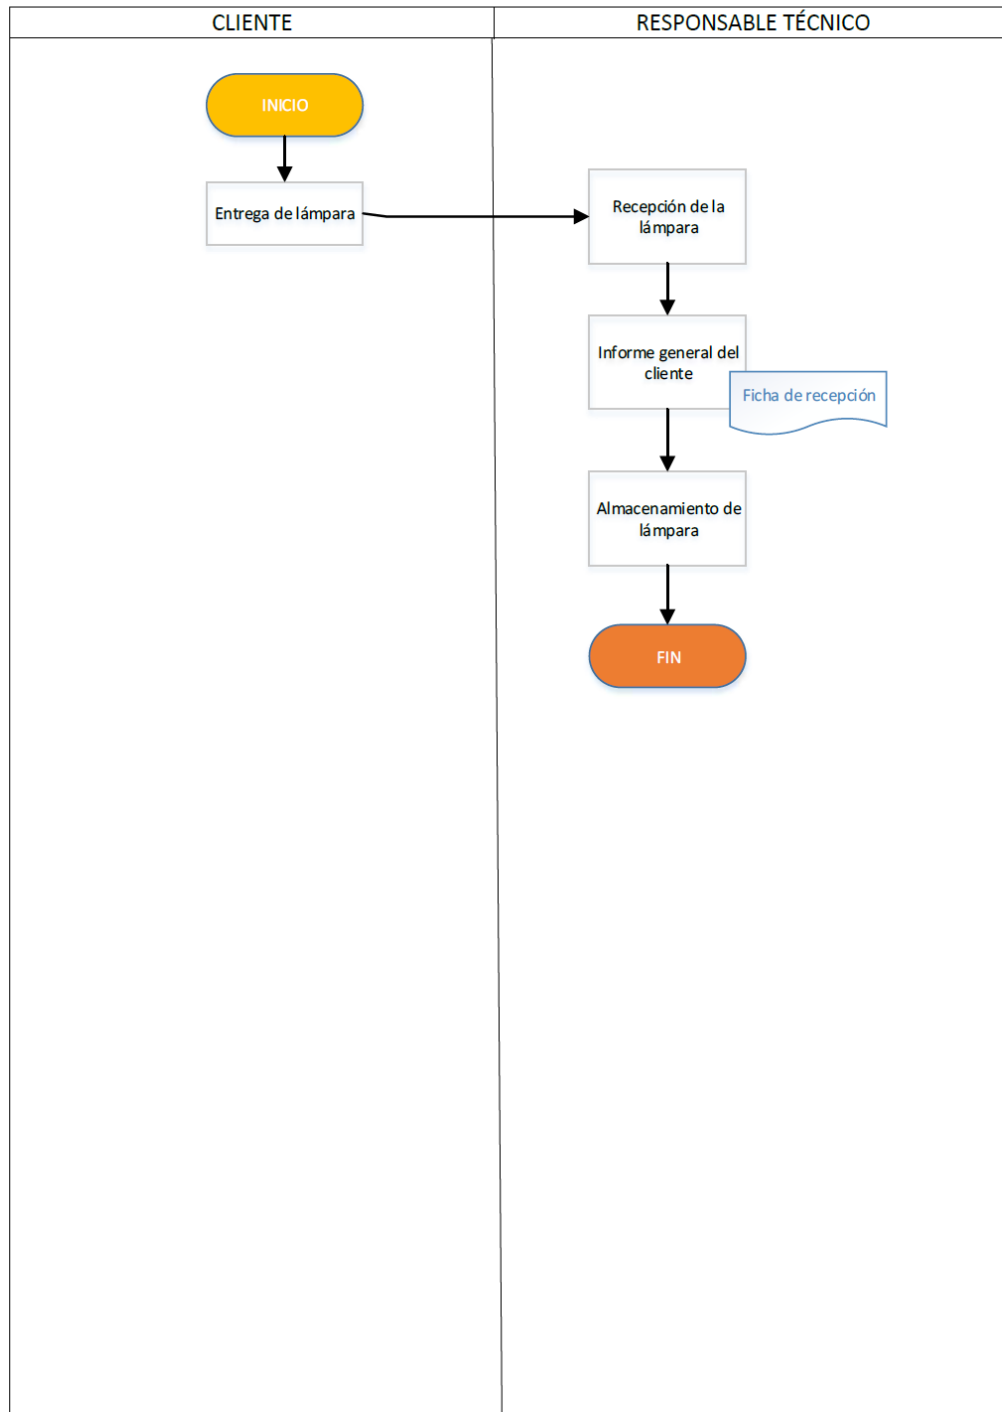 CLIENTE
RESPONSABLE TÉCNICO
INICIO
Entrega de lámpara
Recepción de la
lámpara
Informe general del
cliente
Ficha de recepción
Almacenamiento de
lámpara
FIN